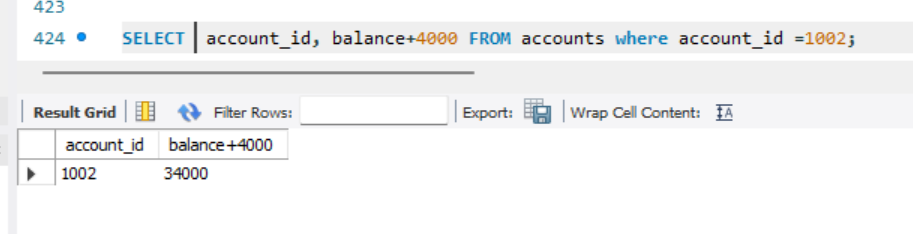 423
424 SELECT account_id, balance+4000 FROM accounts where account_id =1002;
Result Grid Filter Rows: Export: Wrap Cell Content: IA
account_id balance+4000
1002 34000